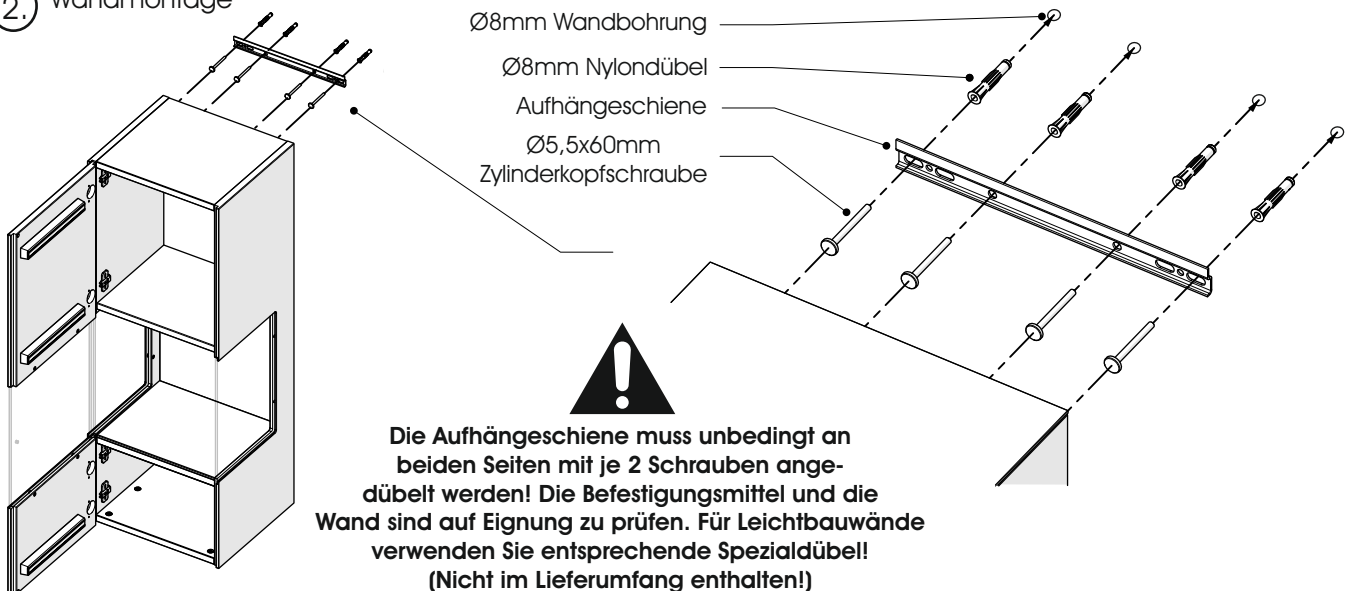 2. Wandmontage
Ø8mm Wandbohrung
Ø8mm Nylondübel
Aufhängeschiene
Ø5,5x60mm
Zylinderkopfschraube
Die Aufhängeschiene muss unbedingt an
beiden Seiten mit je 2 Schrauben ange-
dübelt werden! Die Befestigungsmittel und die
Wand sind auf Eignung zu prüfen. Für Leichtbauwände
verwenden Sie entsprechende Spezialdübel!
(Nicht im Lieferumfang enthalten!)